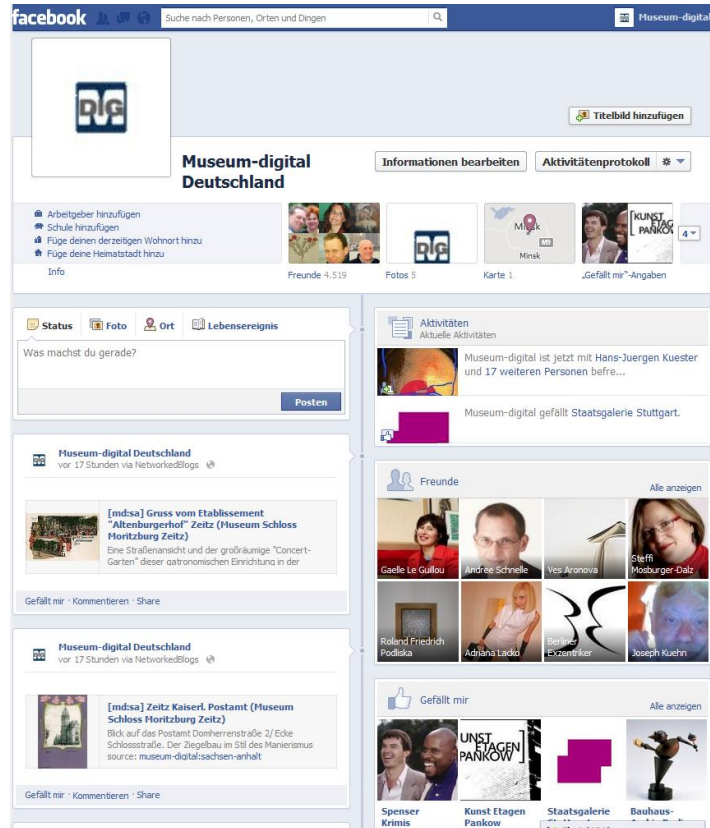 facebook
Suche nach Personen, Orten und Dingen
Museum-digital
DIG
Titelbild hinzufügen
Museum-digital
Deutschland
Informationen bearbeiten
Aktivitätenprotokoll
Arbeitgeber hinzufügen
Schule hinzufügen
Füge deinen derzeitigen Wohnort hinzu
Füge deine Heimatstadt hinzu
Info
DIG
Minsk
M9
Minsk
KUNST
ETAG
PANKOW
4
Freunde 4.519
Fotos 5
Karte 1
„Gefällt mir"-Angaben
Status
Foto
Ort
Lebensereignis
Was machst du gerade?
Posten
Museum-digital Deutschland
vor 17 Stunden via NetworkedBlogs
[md:sa] Gruss vom Etablissement
"Altenburgerhof" Zeitz (Museum Schloss
Moritzburg Zeitz)
Eine Straßenansicht und der großräumige "Concert-
Garten" dieser gatronomischen Einrichtung in der
Gefällt mir · Kommentieren · Share
Museum-digital Deutschland
vor 17 Stunden via NetworkedBlogs
[md:sa] Zeitz Kaiserl. Postamt (Museum
Schloss Moritzburg Zeitz)
Blick auf das Postamt Domherrenstraße 2/ Ecke
Schlossstraße. Der Ziegelbau im Stil des Manierismus
source: museum-digital:sachsen-anhalt
Gefällt mir · Kommentieren · Share
Aktivitäten
Aktuelle Aktivitäten
Museum-digital ist jetzt mit Hans-Juergen Kuester
und 17 weiteren Personen befre...
Museum-digital gefällt Staatsgalerie Stuttgart.
Freunde
Alle anzeigen
Gaelle Le Guillou
Andree Schnelle
Ves Aronova
Steffi
Mosburger-Dalz
Roland Friedrich
Podliska
Adriana Lacko
Berliner
Exzentriker
Joseph Kuehn
Gefällt mir
Alle anzeigen
UNST
ETAGEN
PANKOW
Spenser
Krimis
Kunst Etagen
Pankow
Staatsgalerie
Bauhaus-